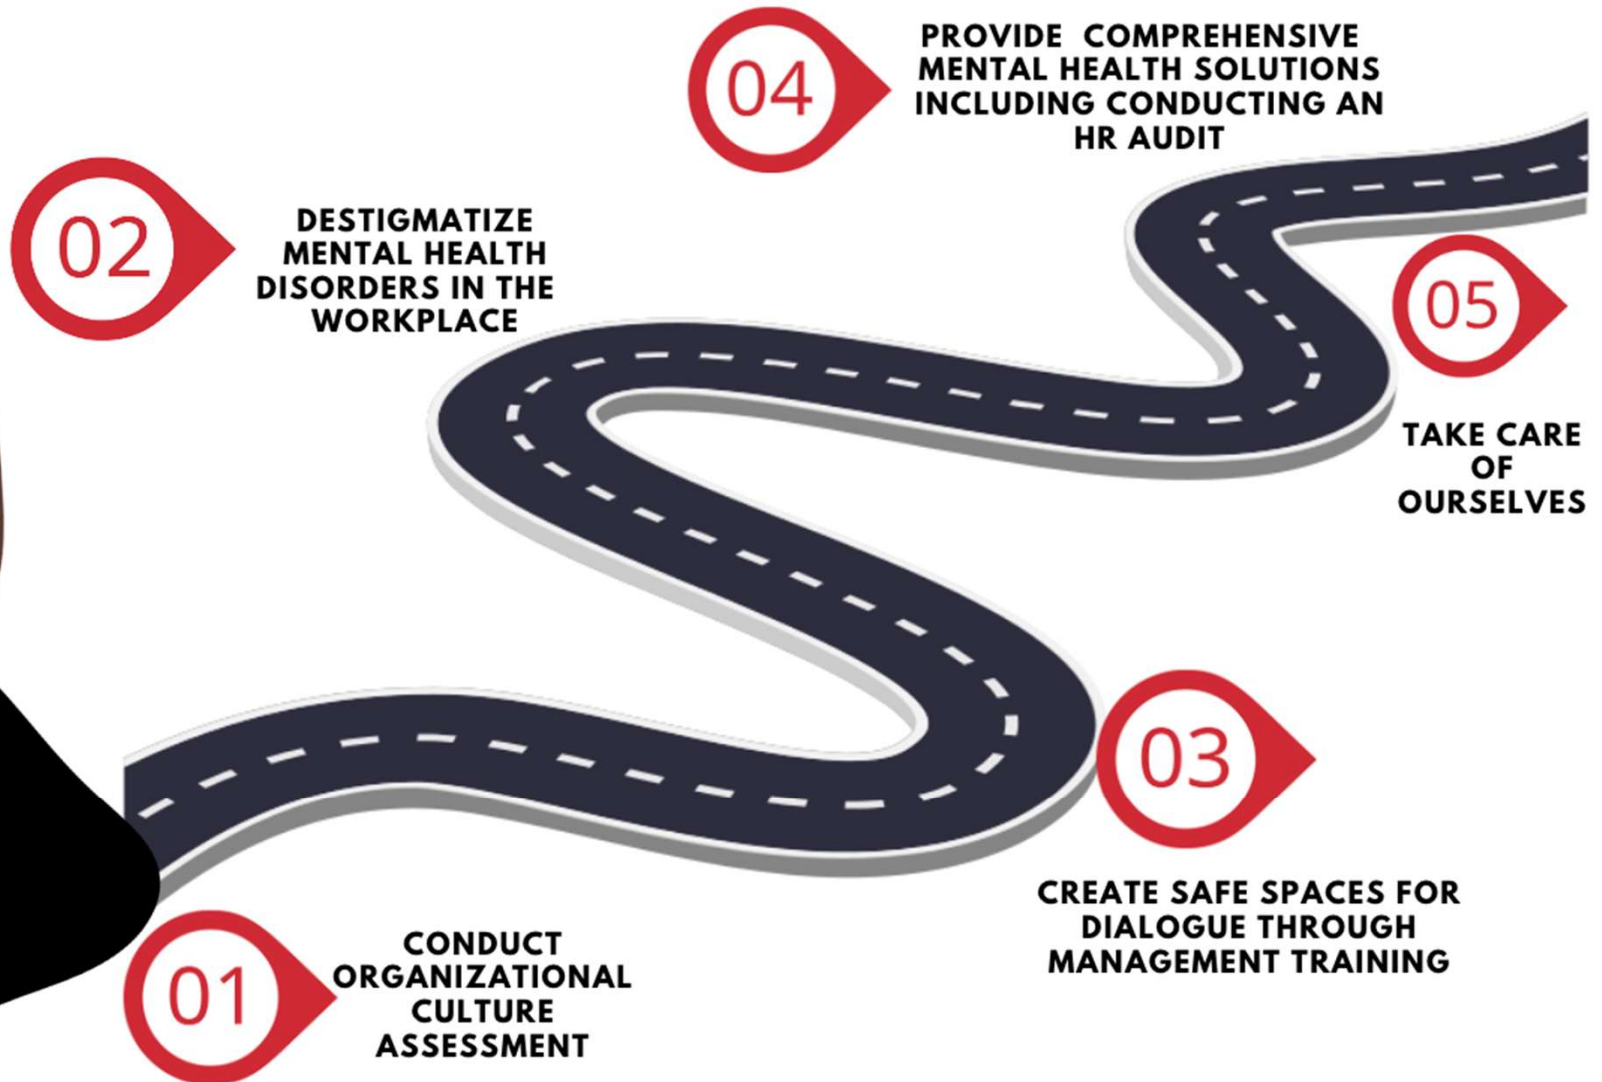 04
PROVIDE COMPREHENSIVE
MENTAL HEALTH SOLUTIONS
INCLUDING CONDUCTING AN
HR AUDIT
02
DESTIGMATIZE
MENTAL HEALTH
DISORDERS IN THE
WORKPLACE
05
TAKE CARE
OF
OURSELVES
03
CREATE SAFE SPACES FOR
DIALOGUE THROUGH
MANAGEMENT TRAINING
01
CONDUCT
ORGANIZATIONAL
CULTURE
ASSESSMENT